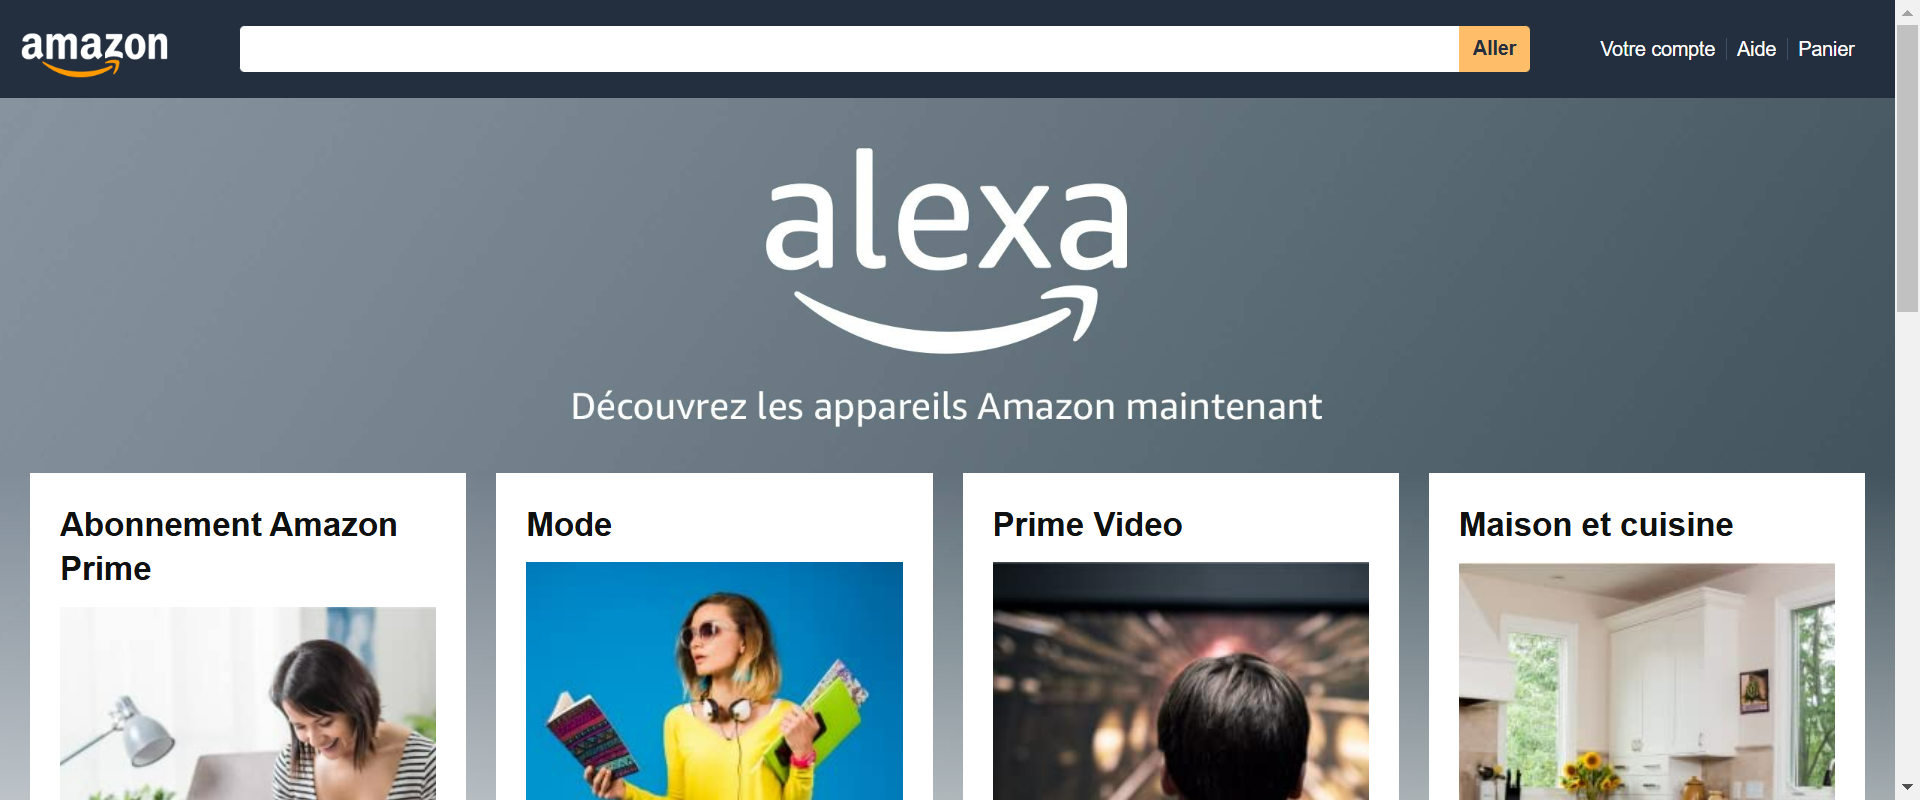 amazon
Aller
Votre compte
Aide
Panier
alexa
Découvrez les appareils Amazon maintenant
Abonnement Amazon
Prime
Mode
Prime Video
Maison et cuisine